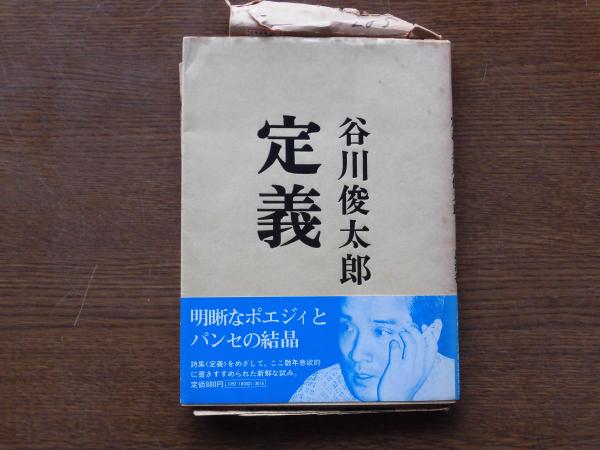 谷川俊太郎
定義
明晰なポエジィと
パンセの結晶
詩集〈定義〉をめざして、ここ数年意欲的
に書きすすめられた新鮮な試み。
定価880円